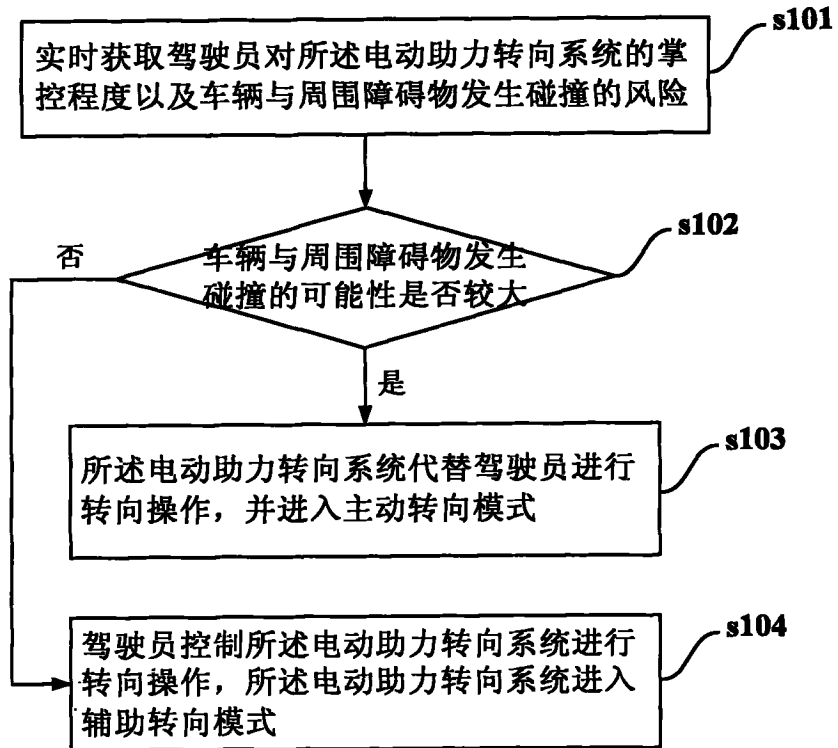 s101
实时获取驾驶员对所述电动助力转向系统的掌
控程度以及车辆与周围障碍物发生碰撞的风险
s102
否
车辆与周围障碍物发生
碰撞的可能性是否较大
是
s103
所述电动助力转向系统代替驾驶员进行
转向操作，并进入主动转向模式
s104
驾驶员控制所述电动助力转向系统进行
转向操作，所述电动助力转向系统进入
辅助转向模式